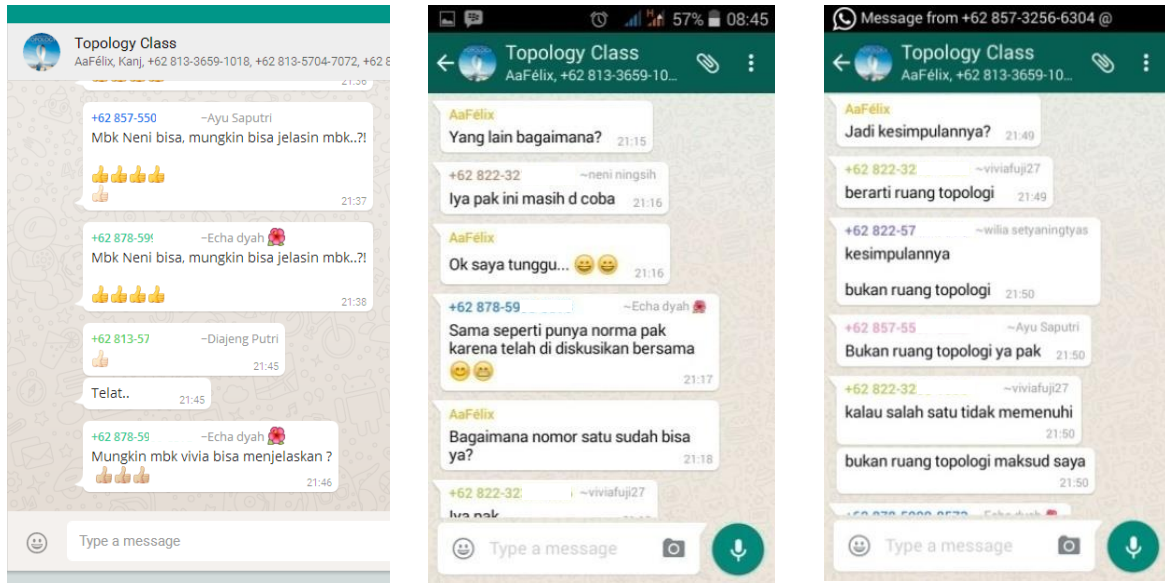 Topology Class
AaFélix, Kanj, +62 813-3659-1018, +62 813-5704-7072, +62 8
21:36
+62 857-550 ~Ayu Saputri
Mbk Neni bisa, mungkin bisa jelasin mbk..?!
21:37
+62 878-599 ~Echa dyah
Mbk Neni bisa, mungkin bisa jelasin mbk..?!
21:38
+62 813-57 ~Diajeng Putri
21:45
Telat.. 21:45
+62 878-59 ~Echa dyah
Mungkin mbk vivia bisa menjelaskan ?
21:46
Type a message
H 57% 08:45
Topology Class
AaFélix, +62 813-3659-10...
AaFélix
Yang lain bagaimana? 21:15
+62 822-32 ~neni ningsih
Iya pak ini masih d coba 21:16
AaFélix
Ok saya tunggu... 21:16
+62 878-59 ~Echa dyah
Sama seperti punya norma pak
karena telah di diskusikan bersama
21:17
AaFélix
Bagaimana nomor satu sudah bisa
ya? 21:18
+62 822-32 ~viviafuji27
Iya pak
Type a message
Message from +62 857-3256-6304 @
Topology Class
AaFélix, +62 813-3659-10...
AaFélix
Jadi kesimpulannya? 21:49
+62 822-32 ~viviafuji27
berarti ruang topologi 21:49
+62 822-57 ~wilia setyaningtyas
kesimpulannya
bukan ruang topologi 21:50
+62 857-55 ~Ayu Saputri
Bukan ruang topologi ya pak 21:50
+62 822-32 ~viviafuji27
kalau salah satu tidak memenuhi
21:50
bukan ruang topologi maksud saya
21:50
Type a message